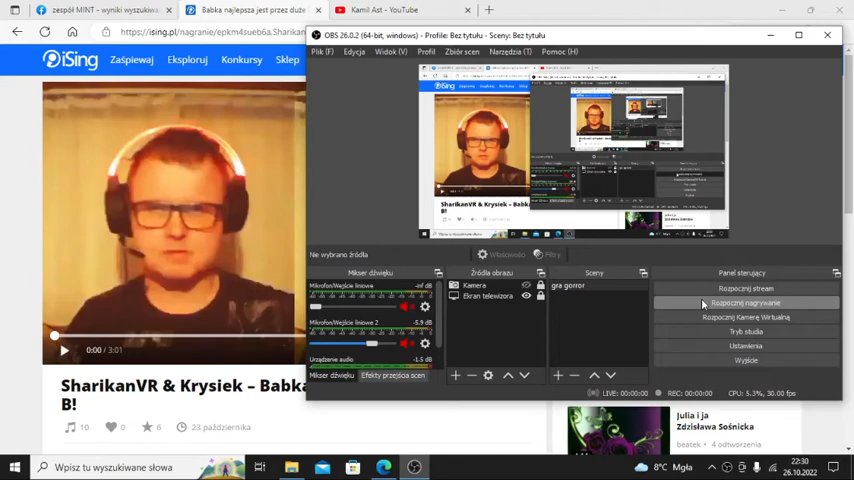 zespół MINT - wyniki wyszukiwa
Babka najlepsza jest przez duże
Kamil Ast - YouTube
https://ising.pl/nagranie/epkm4sueb6a.Sharikan
iSing
Zaśpiewaj
Eksploruj
Konkursy
Sklep
OBS 26.0.2 (64-bit, windows) - Profile: Bez tytułu - Sceny: Bez tytułu
Plik (F)
Edycja
Widok (V)
Profil
Zbiór scen
Narzędzia (T)
Pomoc (H)
Nie wybrano źródła
Właściwości
Filtry
Mikser dźwięku
Źródła obrazu
Sceny
Panel sterujący
Mikrofon/Wejście liniowe
-inf dB
Mikrofon/Wejście liniowe 2
-5.9 dB
Urządzenie audio
-1.5 dB
Kamera
Ekran telewizora
gra gorror
Rozpocznij stream
Rozpocznij nagrywanie
Rozpocznij Kamerę Wirtualną
Tryb studia
Ustawienia
Wyjście
Mikser dźwięku
Efekty przejścia scen
LIVE: 00:00:00
REC: 00:00:00
CPU: 5.3%, 30.00 fps
0:00 / 3:01
SharikanVR & Krysiek – Babka
B!
10
0
6
23 października
Julia i ja
Zdzisława Sośnicka
beatek
4 odtworzenia
Wpisz tu wyszukiwane słowa
8°C Mgła
22:30
26.10.2022